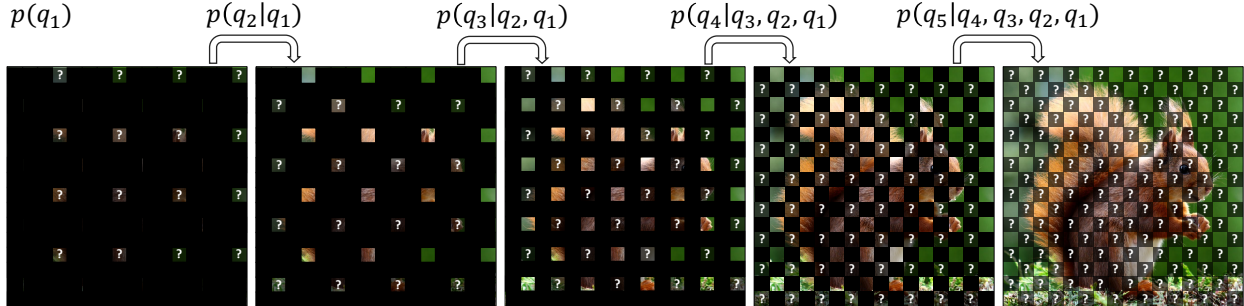 p(q₁) p(q₂|q₁) p(q₃|q₂, q₁) p(q₄|q₃, q₂, q₁) p(q₅|q₄, q₃, q₂, q₁)